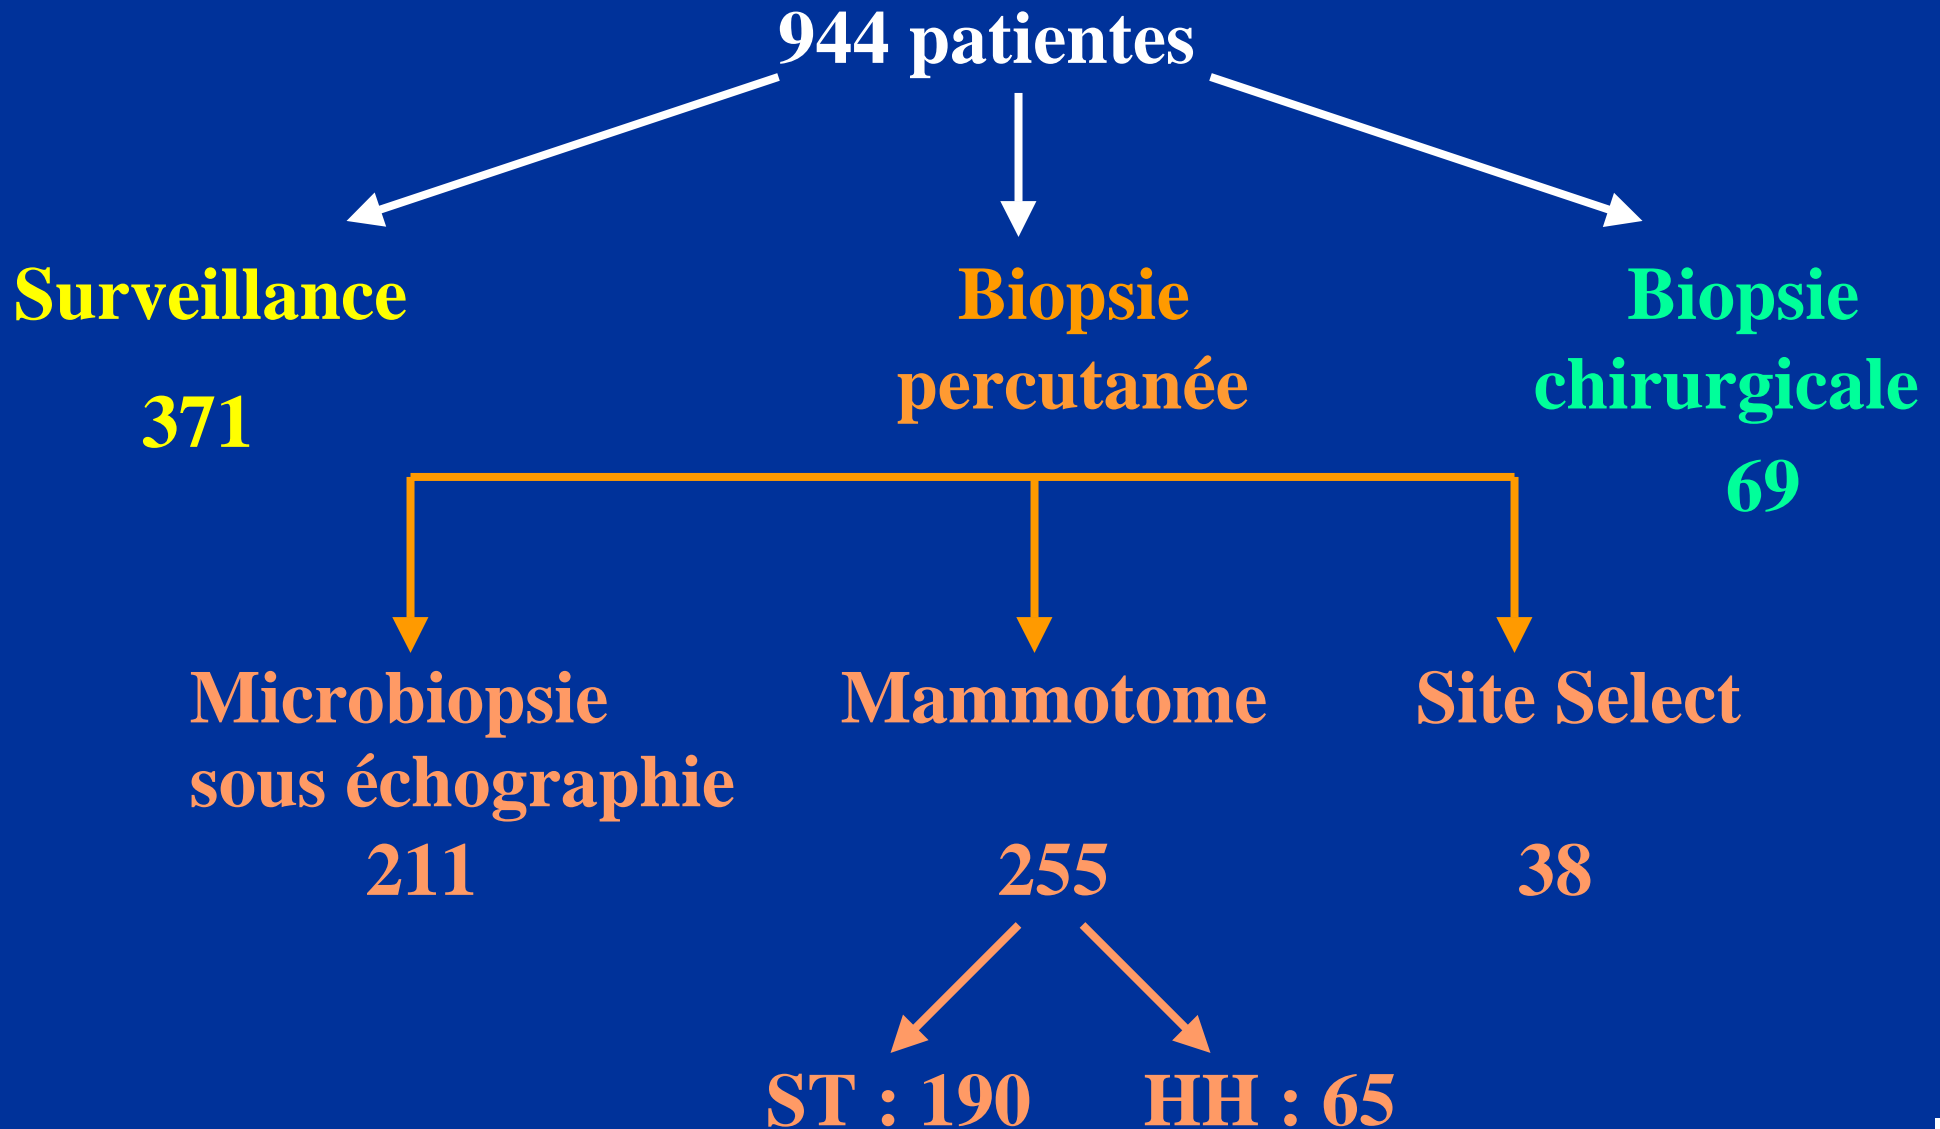 944 patientes
Surveillance
371
Biopsie
percutanée
Biopsie
chirurgicale
69
Microbiopsie
sous échographie
211
Mammotome
255
Site Select
38
ST : 190
HH : 65